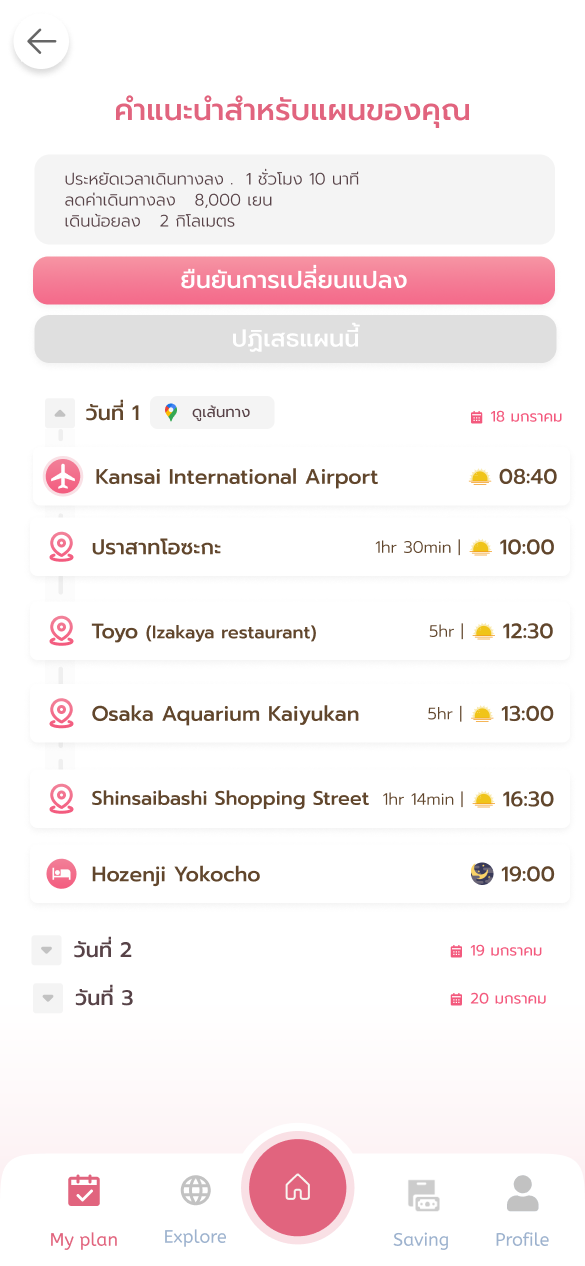 คำแนะนำสำหรับแผนของคุณ
ประหยัดเวลาเดินทางลง . 1 ชั่วโมง 10 นาที
ลดค่าเดินทางลง 8,000 เยน
เดินน้อยลง 2 กิโลเมตร
ยืนยันการเปลี่ยนแปลง
ปฏิเสธแผนนี้
วันที่ 1 ดูเส้นทาง 18 มกราคม
Kansai International Airport 08:40
ปราสาทโอซะกะ 1hr 30min | 10:00
Toyo (Izakaya restaurant) 5hr | 12:30
Osaka Aquarium Kaiyukan 5hr | 13:00
Shinsaibashi Shopping Street 1hr 14min | 16:30
Hozenji Yokocho 19:00
วันที่ 2 19 มกราคม
วันที่ 3 20 มกราคม
My plan Explore Saving Profile